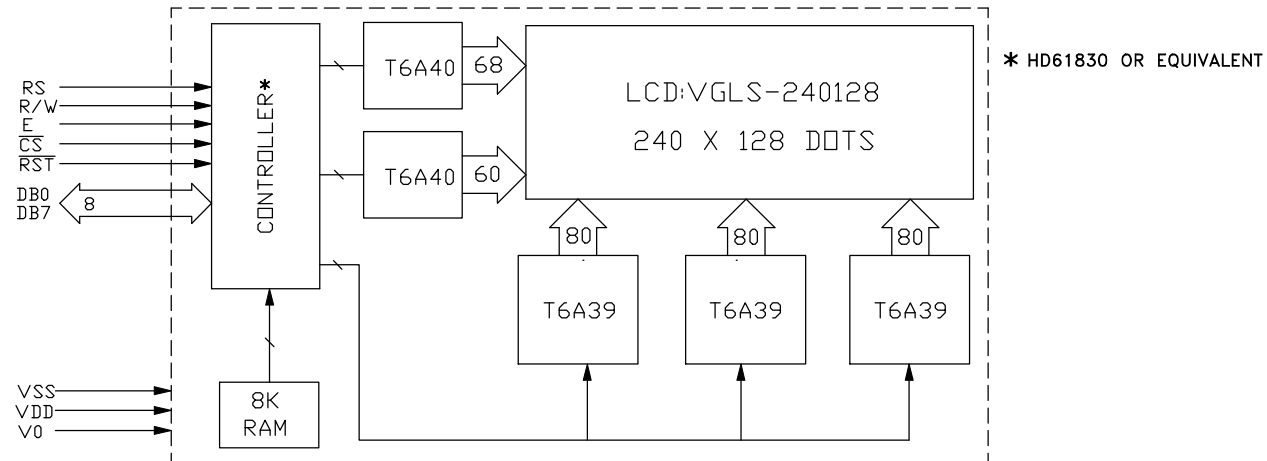 * HD61830 OR EQUIVALENT
RS
R/W
E
CS
RST
DB0
DB7
8
CONTROLLER*
T6A40
68
T6A40
60
LCD:VGLS-240128
240 X 128 DOTS
80
80
80
T6A39
T6A39
T6A39
8K
RAM
VSS
VDD
V0